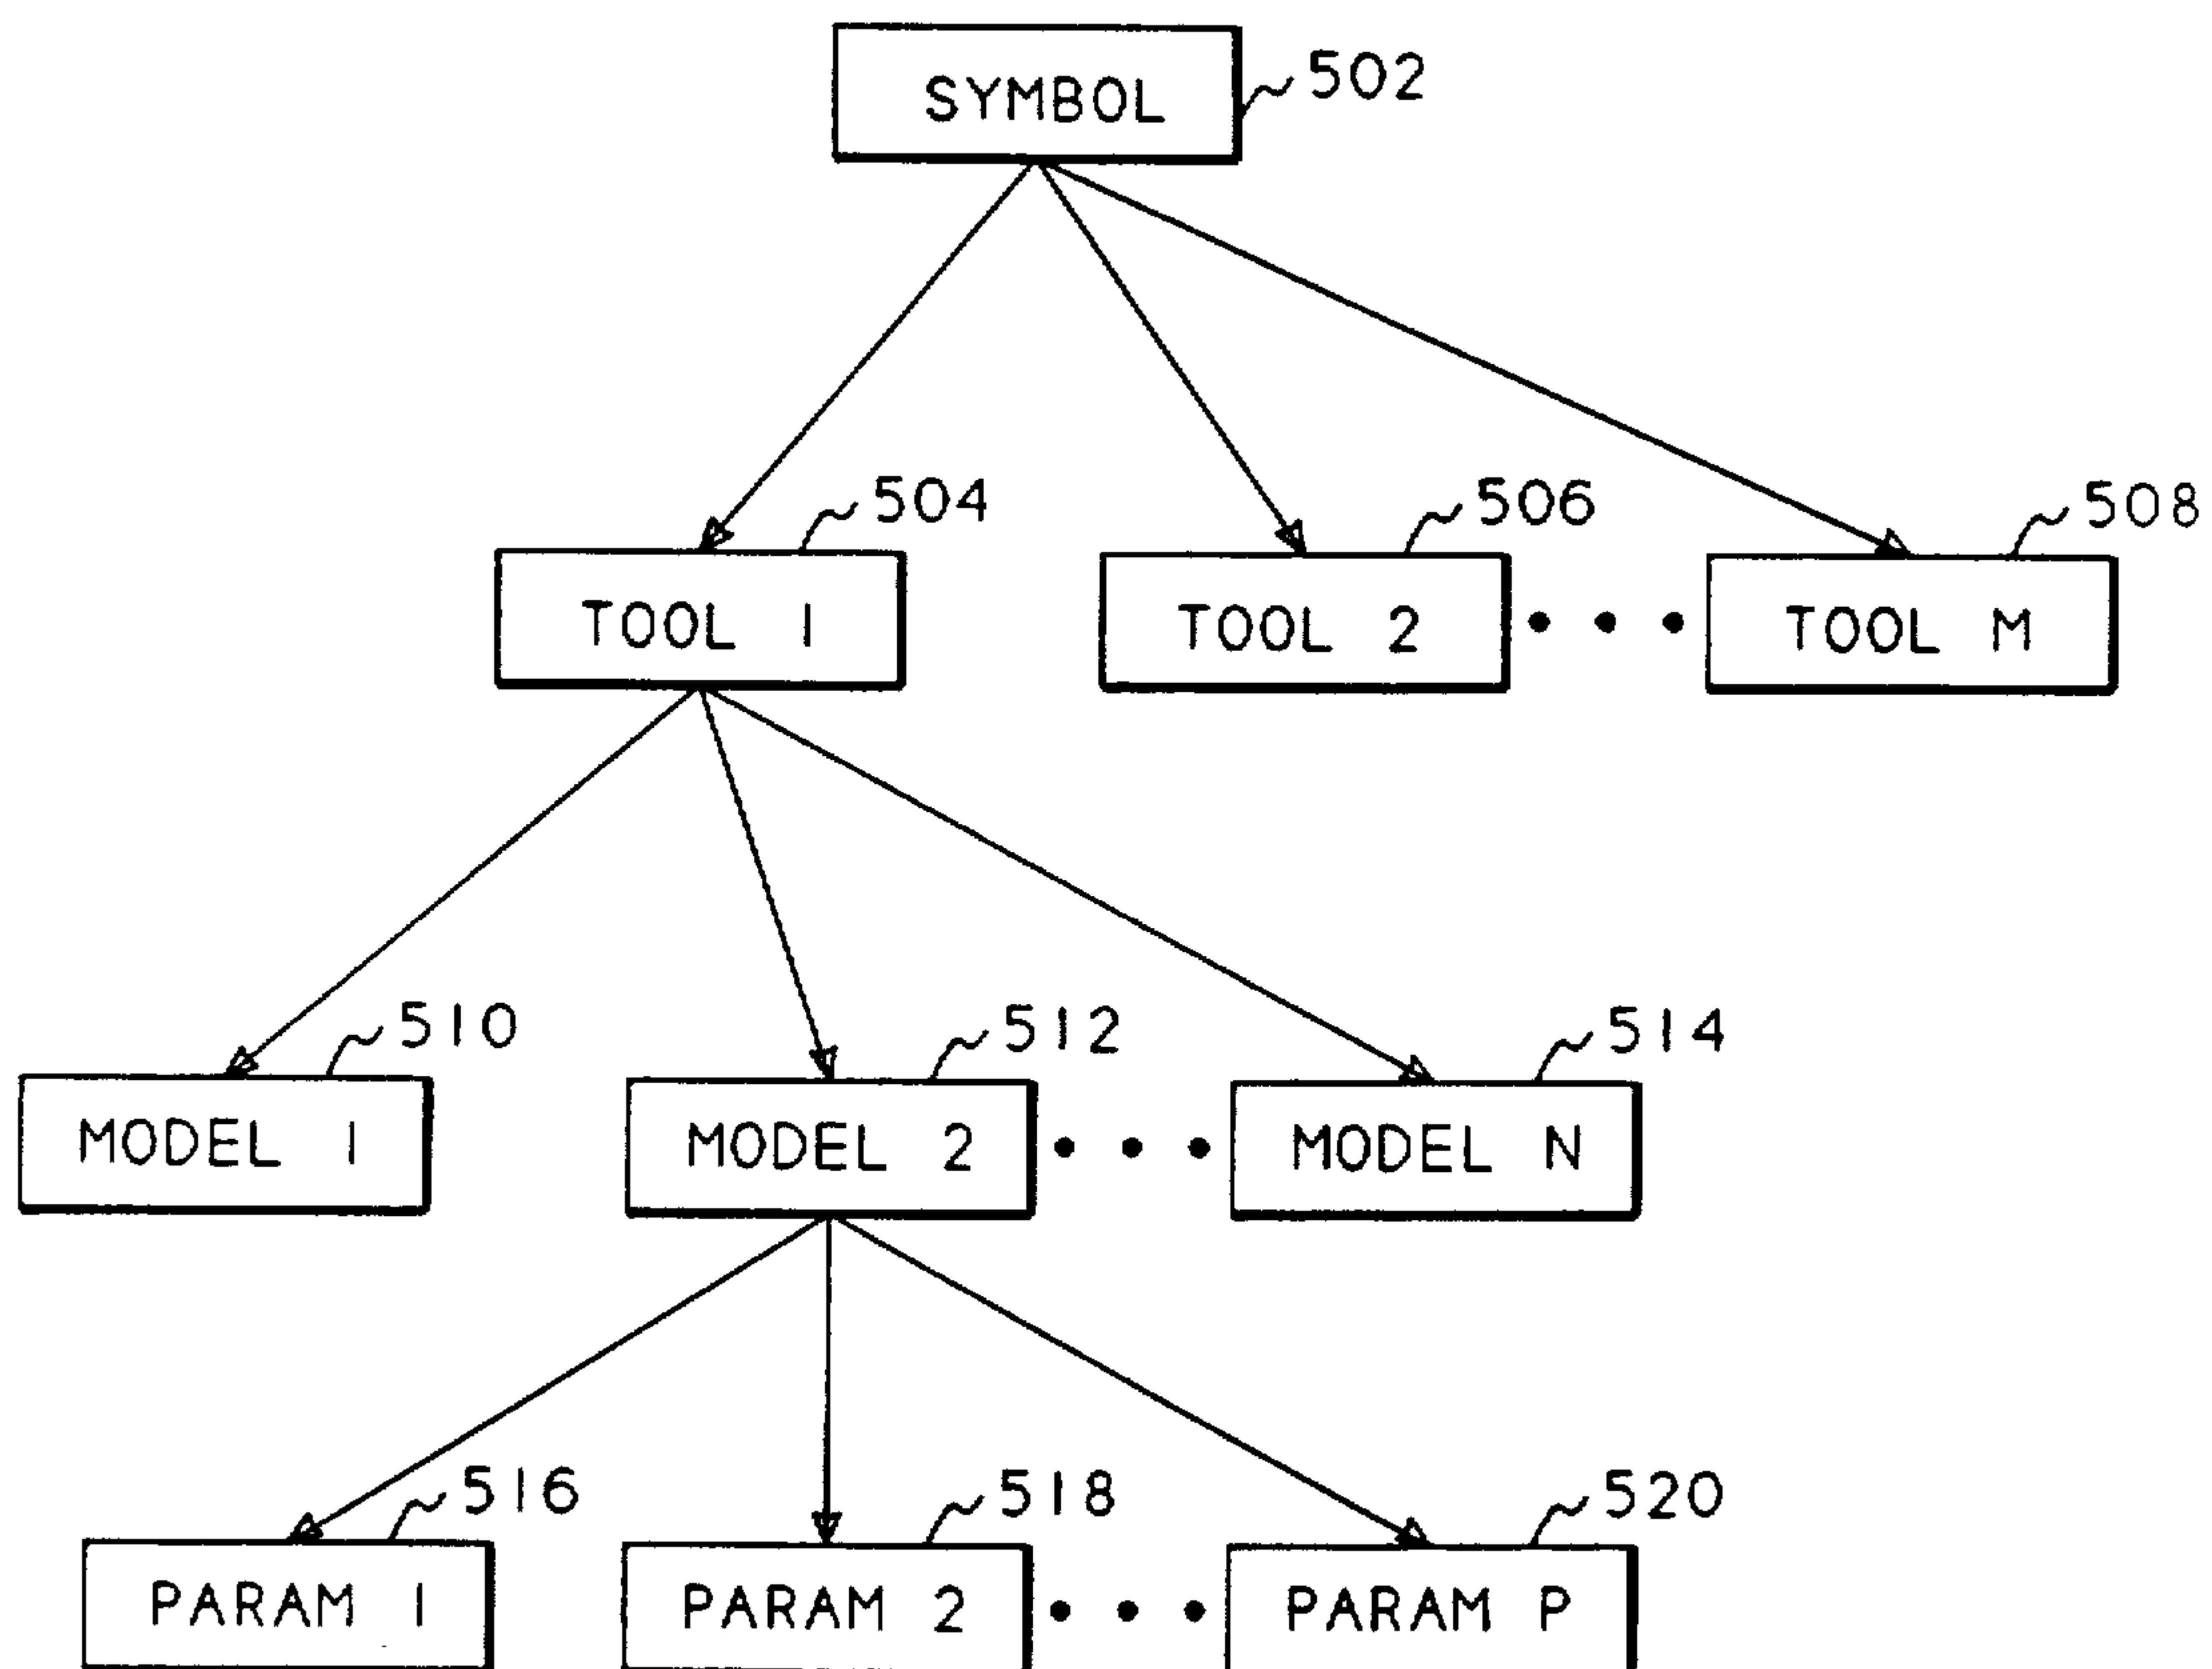 SYMBOL
502
504
506
508
TOOL 1
TOOL 2
TOOL M
510
512
514
MODEL 1
MODEL 2
MODEL N
516
518
520
PARAM 1
PARAM 2
PARAM P